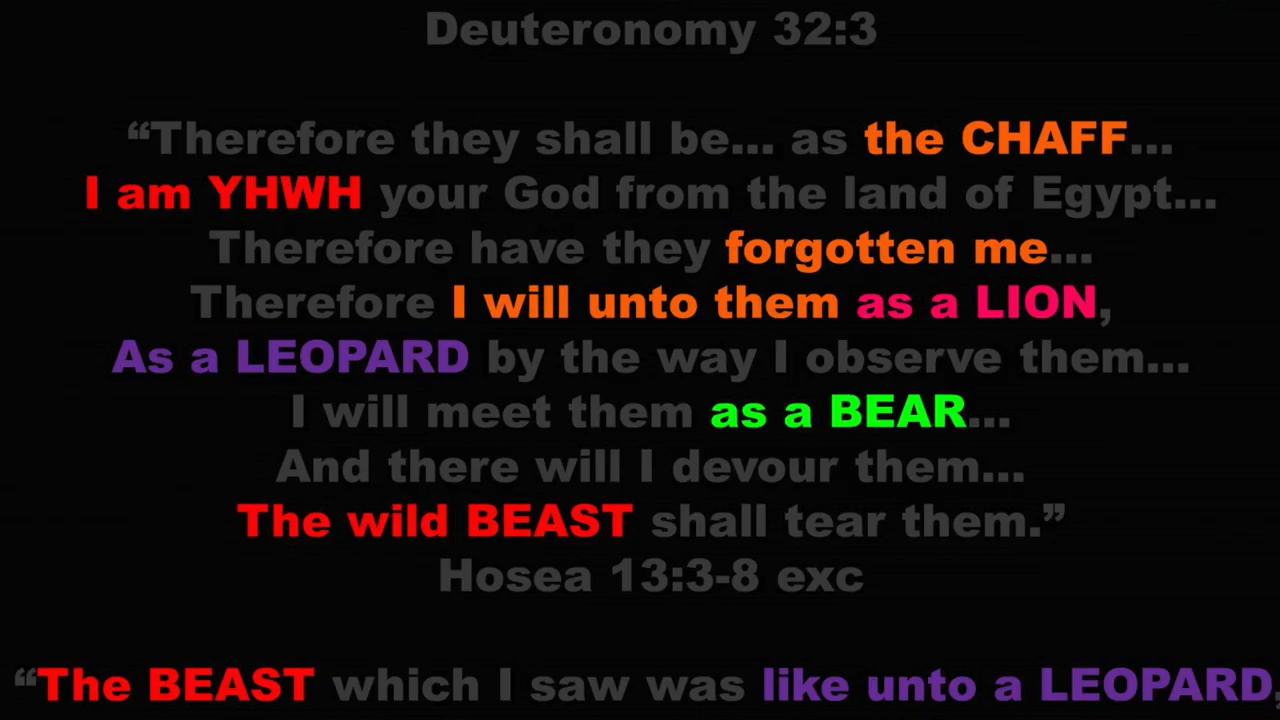 Deuteronomy 32:3
“Therefore they shall be... as the CHAFF...
I am YHWH your God from the land of Egypt...
Therefore have they forgotten me...
Therefore I will unto them as a LION,
As a LEOPARD by the way I observe them...
I will meet them as a BEAR...
And there will I devour them...
The wild BEAST shall tear them.”
Hosea 13:3-8 exc
“The BEAST which I saw was like unto a LEOPARD,